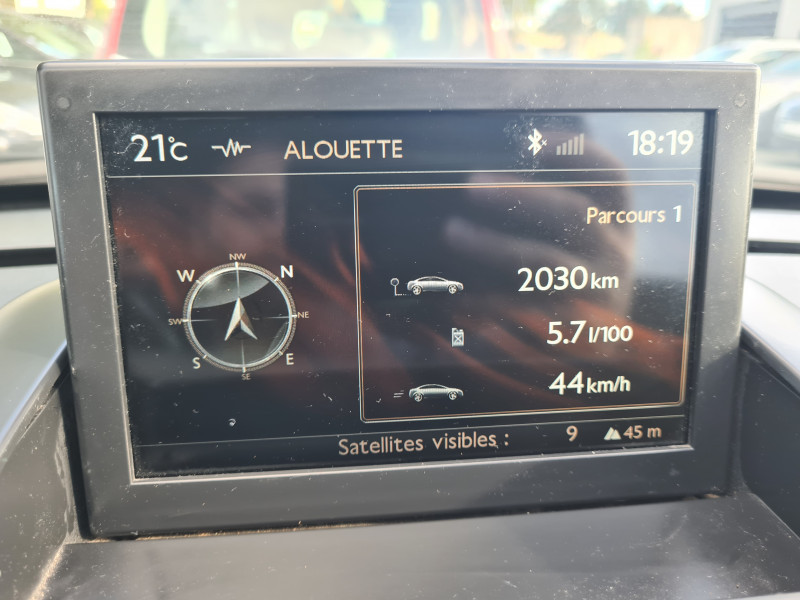 21°C ALOUETTE 18:19
Parcours 1
NW
W N
SW NE
S E
SE
2030 km
5.7 l/100
44 km/h
Satellites visibles : 9 45 m